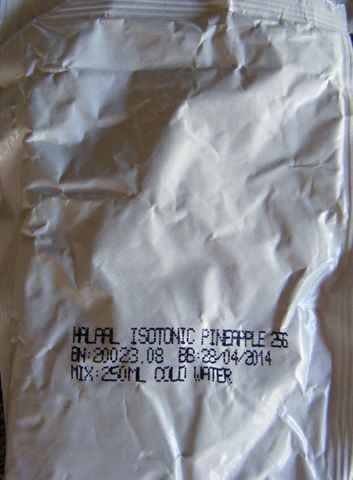 HALAAL ISOTONIC PINEAPPLE 25G
BN:20023.08 BB:28/04/2014
MIX:250ML COLD WATER